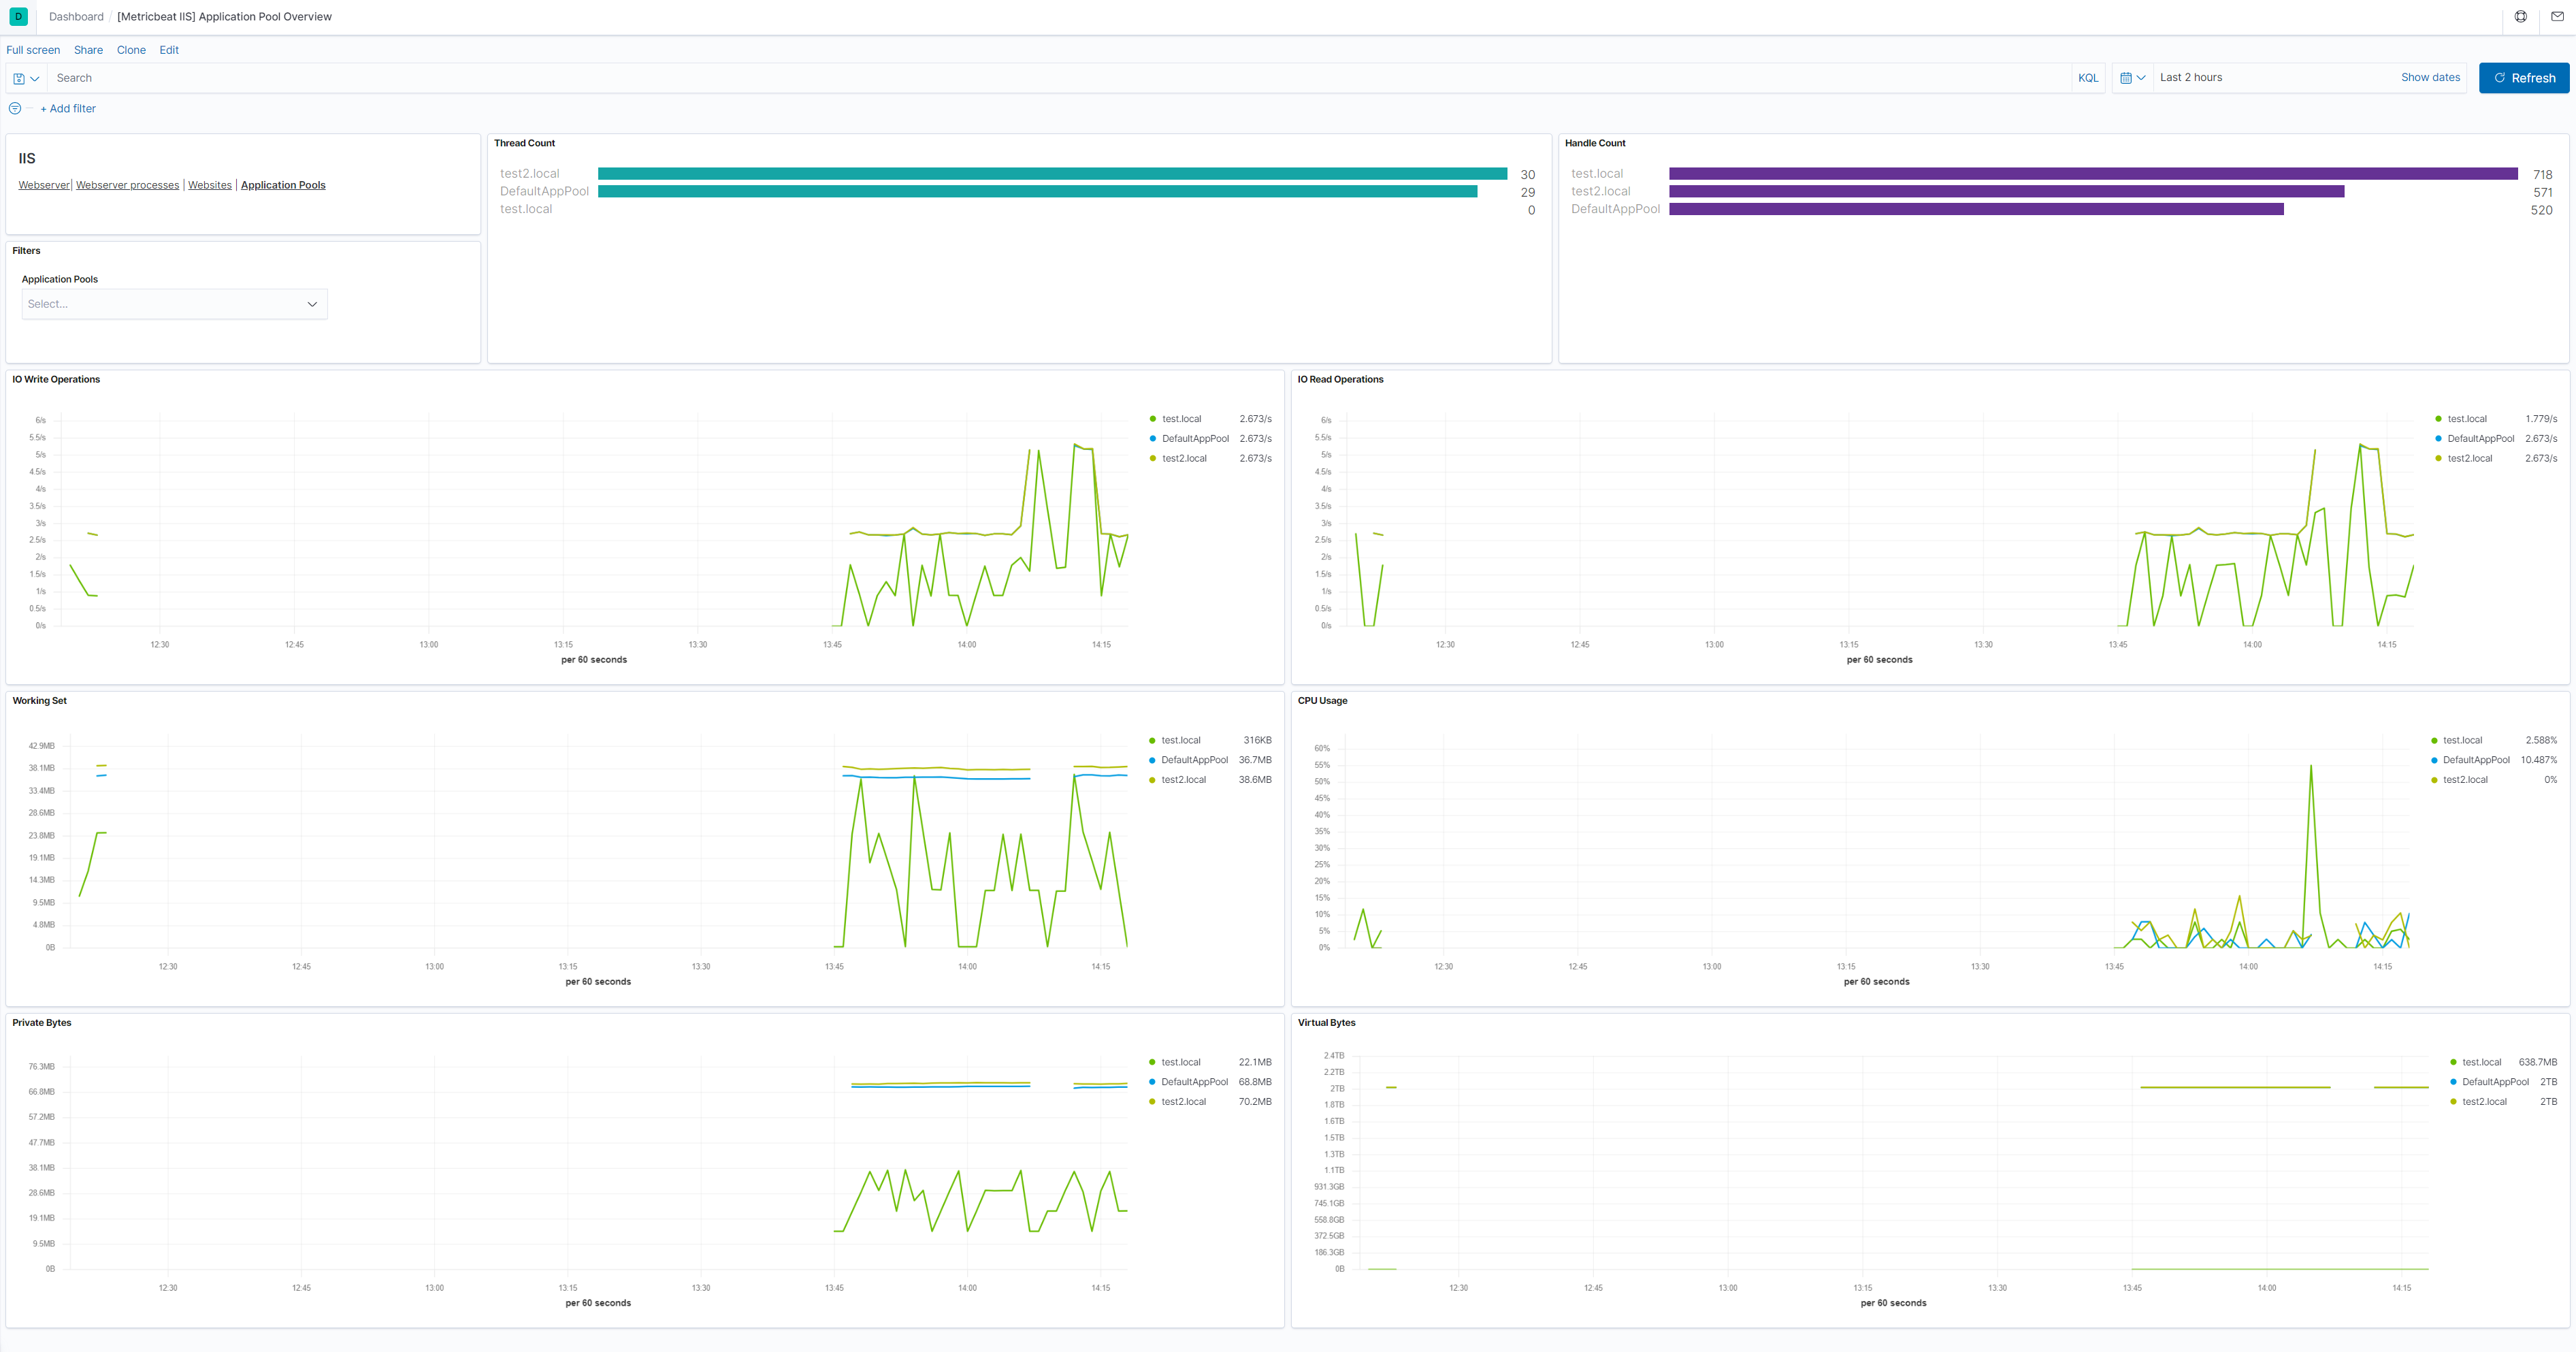 D Dashboard / [Metricbeat IIS] Application Pool Overview
Full screen Share Clone Edit
Search KQL Last 2 hours Show dates Refresh
+ Add filter
IIS
Webserver| Webserver processes | Websites | Application Pools
Filters
Application Pools
Select...
Thread Count
test2.local 30
DefaultAppPool 29
test.local 0
Handle Count
test.local 718
test2.local 571
DefaultAppPool 520
IO Write Operations
6/s
5.5/s
5/s
4.5/s
4/s
3.5/s
3/s
2.5/s
2/s
1.5/s
1/s
0.5/s
0/s
12:30 12:45 13:00 13:15 13:30 13:45 14:00 14:15
per 60 seconds
test.local 2.673/s
DefaultAppPool 2.673/s
test2.local 2.673/s
IO Read Operations
6/s
5.5/s
5/s
4.5/s
4/s
3.5/s
3/s
2.5/s
2/s
1.5/s
1/s
0.5/s
0/s
12:30 12:45 13:00 13:15 13:30 13:45 14:00 14:15
per 60 seconds
test.local 1.779/s
DefaultAppPool 2.673/s
test2.local 2.673/s
Working Set
42.9MB
38.1MB
33.4MB
28.6MB
23.8MB
19.1MB
14.3MB
9.5MB
4.8MB
0B
12:30 12:45 13:00 13:15 13:30 13:45 14:00 14:15
per 60 seconds
test.local 316KB
DefaultAppPool 36.7MB
test2.local 38.6MB
CPU Usage
60%
55%
50%
45%
40%
35%
30%
25%
20%
15%
10%
5%
0%
12:30 12:45 13:00 13:15 13:30 13:45 14:00 14:15
per 60 seconds
test.local 2.588%
DefaultAppPool 10.487%
test2.local 0%
Private Bytes
76.3MB
66.8MB
57.2MB
47.7MB
38.1MB
28.6MB
19.1MB
9.5MB
0B
12:30 12:45 13:00 13:15 13:30 13:45 14:00 14:15
per 60 seconds
test.local 22.1MB
DefaultAppPool 68.8MB
test2.local 70.2MB
Virtual Bytes
2.4TB
2.2TB
2TB
1.8TB
1.6TB
1.5TB
1.3TB
1.1TB
931.3GB
745.1GB
558.8GB
372.5GB
186.3GB
0B
12:30 12:45 13:00 13:15 13:30 13:45 14:00 14:15
per 60 seconds
test.local 638.7MB
DefaultAppPool 2TB
test2.local 2TB